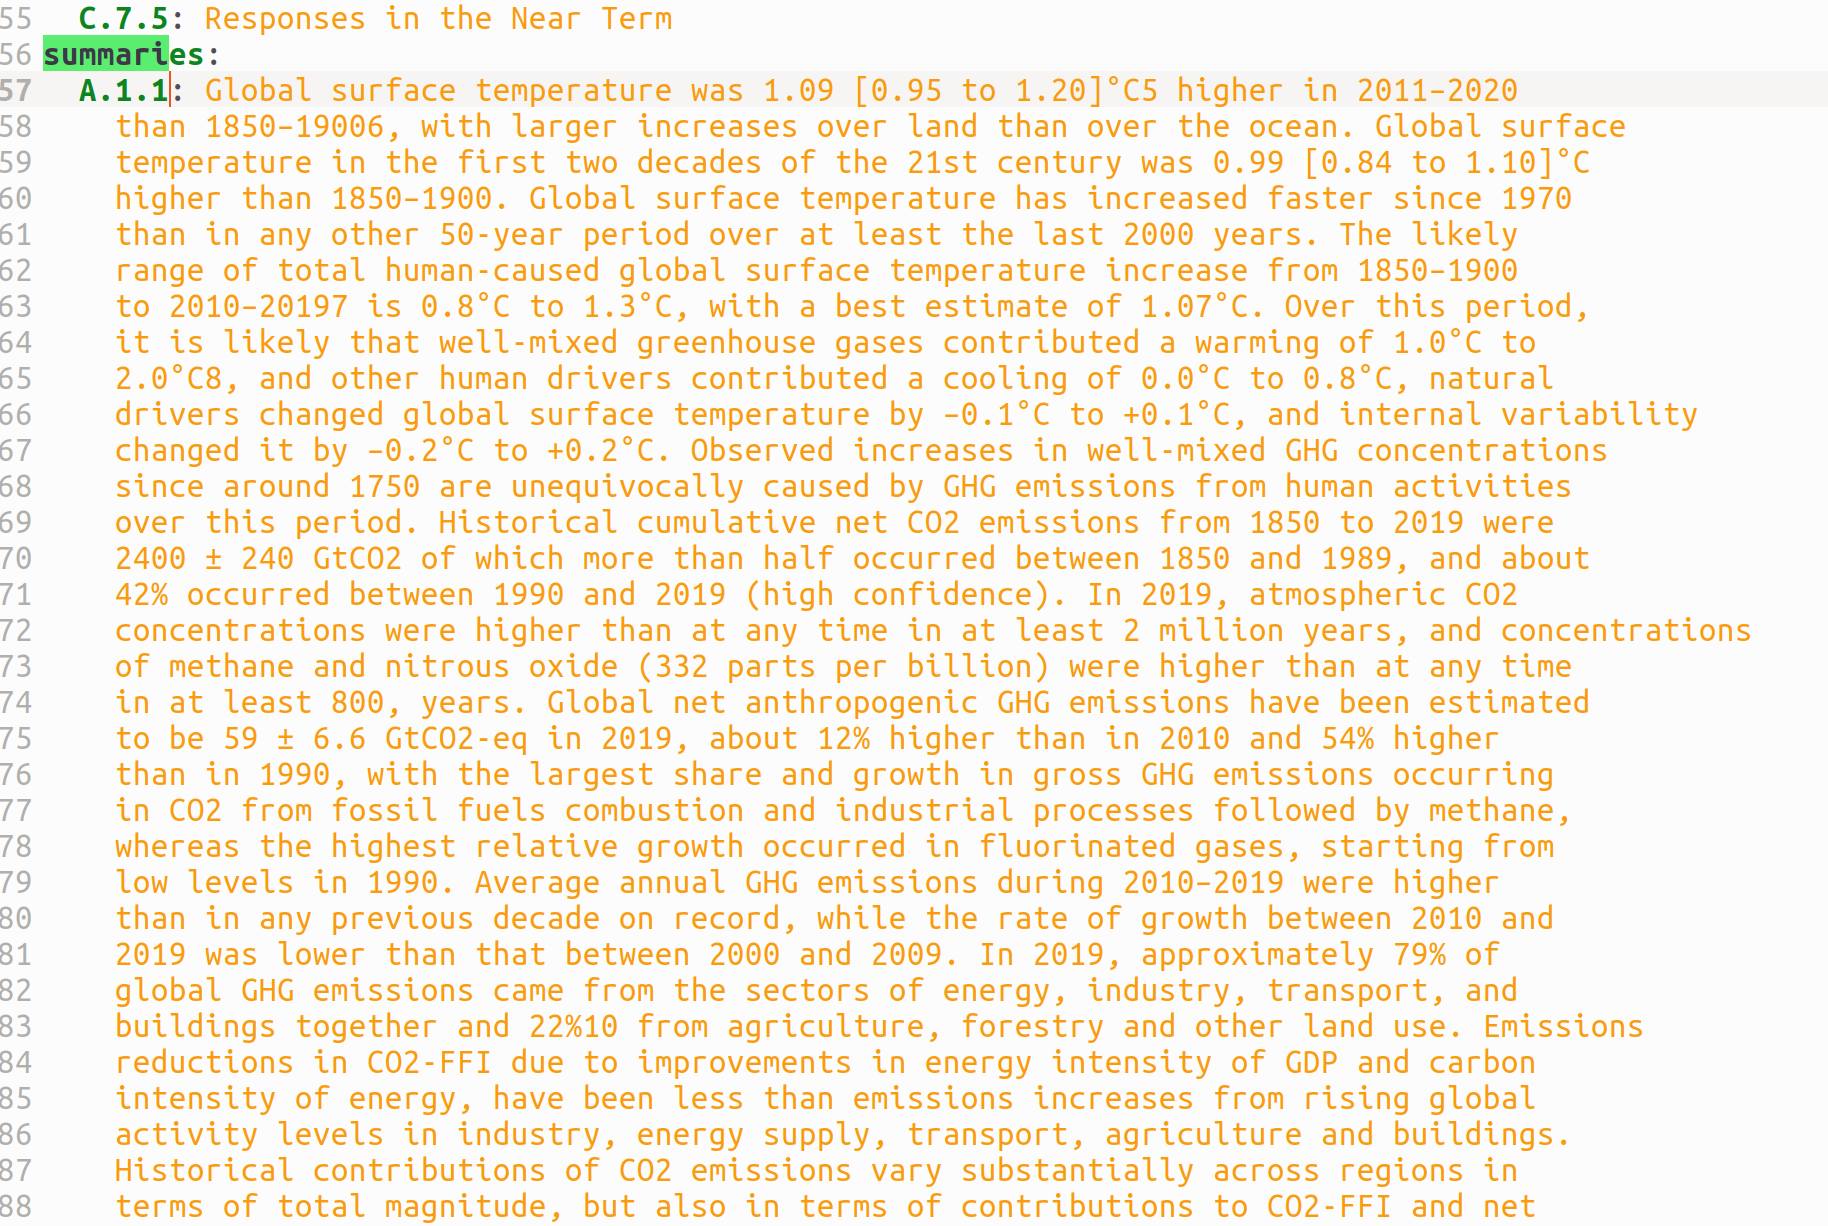 55 C.7.5: Responses in the Near Term
56 summaries:
57 A.1.1: Global surface temperature was 1.09 [0.95 to 1.20]°C5 higher in 2011–2020
58 than 1850–19006, with larger increases over land than over the ocean. Global surface
59 temperature in the first two decades of the 21st century was 0.99 [0.84 to 1.10]°C
60 higher than 1850–1900. Global surface temperature has increased faster since 1970
61 than in any other 50-year period over at least the last 2000 years. The likely
62 range of total human-caused global surface temperature increase from 1850–1900
63 to 2010–20197 is 0.8°C to 1.3°C, with a best estimate of 1.07°C. Over this period,
64 it is likely that well-mixed greenhouse gases contributed a warming of 1.0°C to
65 2.0°C8, and other human drivers contributed a cooling of 0.0°C to 0.8°C, natural
66 drivers changed global surface temperature by –0.1°C to +0.1°C, and internal variability
67 changed it by –0.2°C to +0.2°C. Observed increases in well-mixed GHG concentrations
68 since around 1750 are unequivocally caused by GHG emissions from human activities
69 over this period. Historical cumulative net CO2 emissions from 1850 to 2019 were
70 2400 ± 240 GtCO2 of which more than half occurred between 1850 and 1989, and about
71 42% occurred between 1990 and 2019 (high confidence). In 2019, atmospheric CO2
72 concentrations were higher than at any time in at least 2 million years, and concentrations
73 of methane and nitrous oxide (332 parts per billion) were higher than at any time
74 in at least 800, years. Global net anthropogenic GHG emissions have been estimated
75 to be 59 ± 6.6 GtCO2-eq in 2019, about 12% higher than in 2010 and 54% higher
76 than in 1990, with the largest share and growth in gross GHG emissions occurring
77 in CO2 from fossil fuels combustion and industrial processes followed by methane,
78 whereas the highest relative growth occurred in fluorinated gases, starting from
79 low levels in 1990. Average annual GHG emissions during 2010–2019 were higher
80 than in any previous decade on record, while the rate of growth between 2010 and
81 2019 was lower than that between 2000 and 2009. In 2019, approximately 79% of
82 global GHG emissions came from the sectors of energy, industry, transport, and
83 buildings together and 22%10 from agriculture, forestry and other land use. Emissions
84 reductions in CO2-FFI due to improvements in energy intensity of GDP and carbon
85 intensity of energy, have been less than emissions increases from rising global
86 activity levels in industry, energy supply, transport, agriculture and buildings.
87 Historical contributions of CO2 emissions vary substantially across regions in
88 terms of total magnitude, but also in terms of contributions to CO2-FFI and net